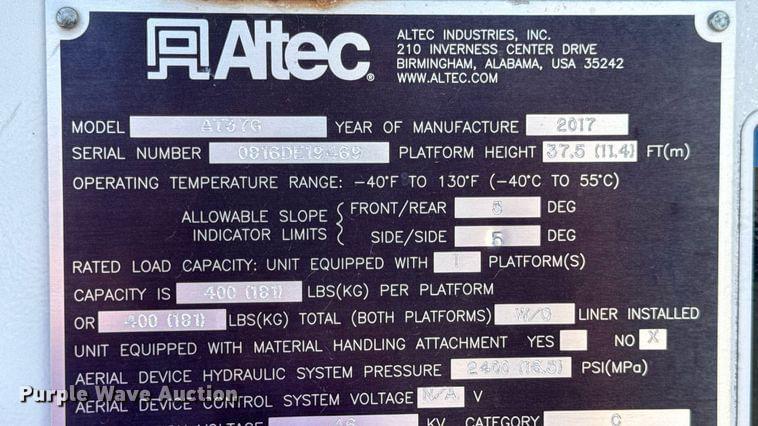 Altec
ALTEC INDUSTRIES, INC.
210 INVERNESS CENTER DRIVE
BIRMINGHAM, ALABAMA, USA 35242
WWW.ALTEC.COM
MODEL AT37G YEAR OF MANUFACTURE 2017
SERIAL NUMBER PLATFORM HEIGHT 37.5 (11.4) FT(m)
OPERATING TEMPERATURE RANGE: -40°F TO 130°F (-40°C TO 55°C)
ALLOWABLE SLOPE INDICATOR LIMITS
FRONT/REAR 5 DEG
SIDE/SIDE 5 DEG
RATED LOAD CAPACITY: UNIT EQUIPPED WITH 1 PLATFORM(S)
CAPACITY IS 400 (181) LBS(KG) PER PLATFORM
OR 400 (181) LBS(KG) TOTAL (BOTH PLATFORMS) W/O LINER INSTALLED
UNIT EQUIPPED WITH MATERIAL HANDLING ATTACHMENT YES NO X
AERIAL DEVICE HYDRAULIC SYSTEM PRESSURE 2400 (16.5) PSI(MPa)
AERIAL DEVICE CONTROL SYSTEM VOLTAGE N/A V
VOLTAGE 46 KV CATEGORY C
Purple Wave Auction